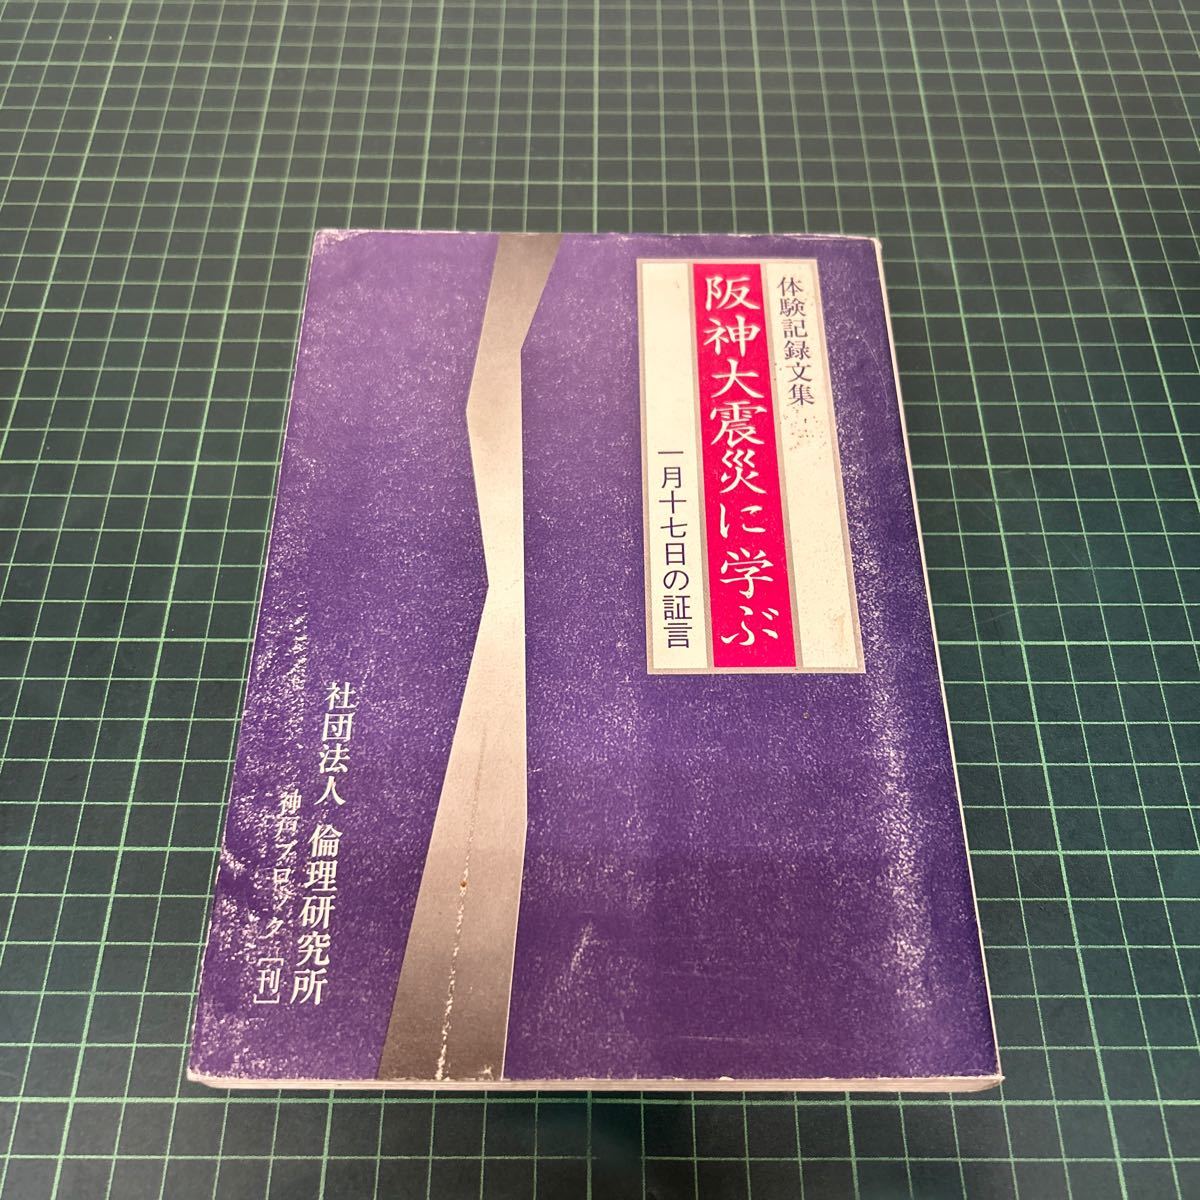 体験記録文集
阪神大震災に学ぶ
一月十七日の証言
社団法人 倫理研究所
神戸ブロック［刊］